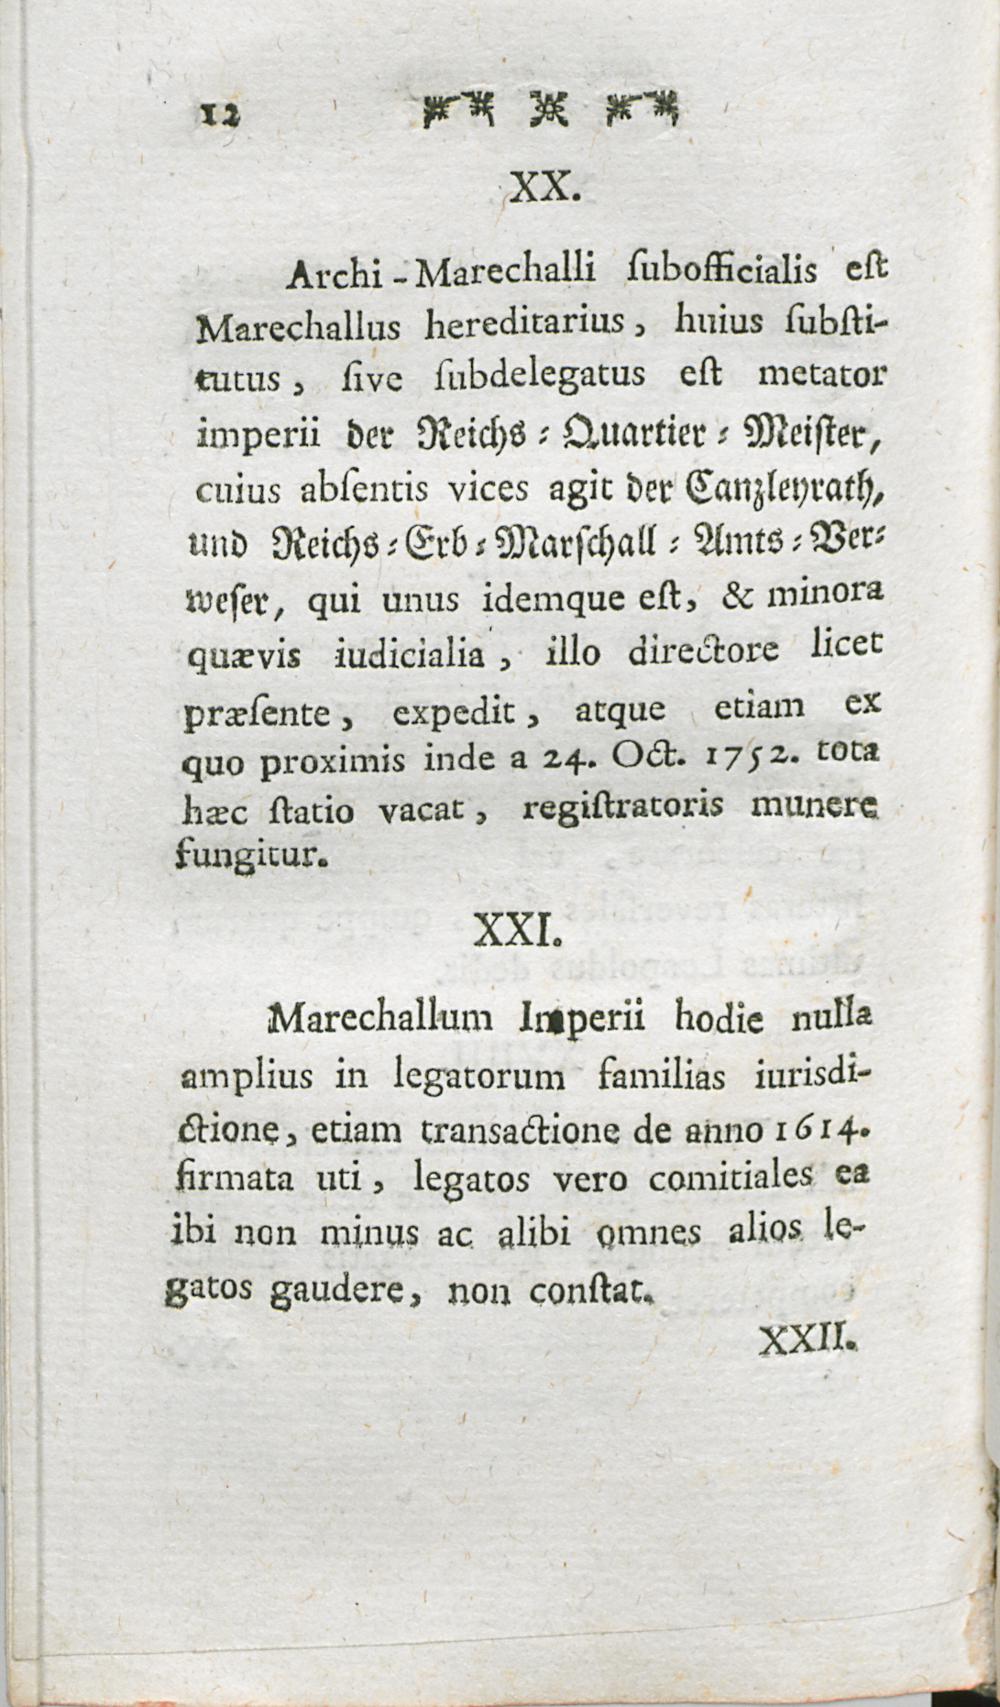 12
XX.
Archi-Marechalli ſubofficialis eſt
Marechallus hereditarius, huius ſubſti-
tutus, ſive ſubdelegatus eſt metator
imperii der Reichs-Quartier-Meiſter,
cuius abſentis vices agit der Canzleyrath,
und Reichs-Erb-Marſchall-Amts-Ver-
weſer, qui unus idemque eſt, & minora
quævis iudicialia, illo directore licet
præſente, expedit, atque etiam ex
quo proximis inde a 24. Oct. 1752. tota
hæc ſtatio vacat, regiſtratoris munere
fungitur.
XXI.
Marechallum Imperii hodie nulla
amplius in legatorum familias iurisdi-
ctione, etiam transactione de anno 1614.
firmata uti, legatos vero comitiales ea
ibi non minus ac alibi omnes alios le-
gatos gaudere, non conſtat.
XXII.